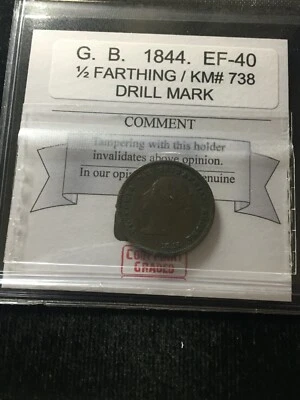 G. B. 1844. EF-40
½ FARTHING / KM# 738
DRILL MARK
COMMENT
Tampering with this holder
invalidates above opinion.
In our opi genuine
GRADED